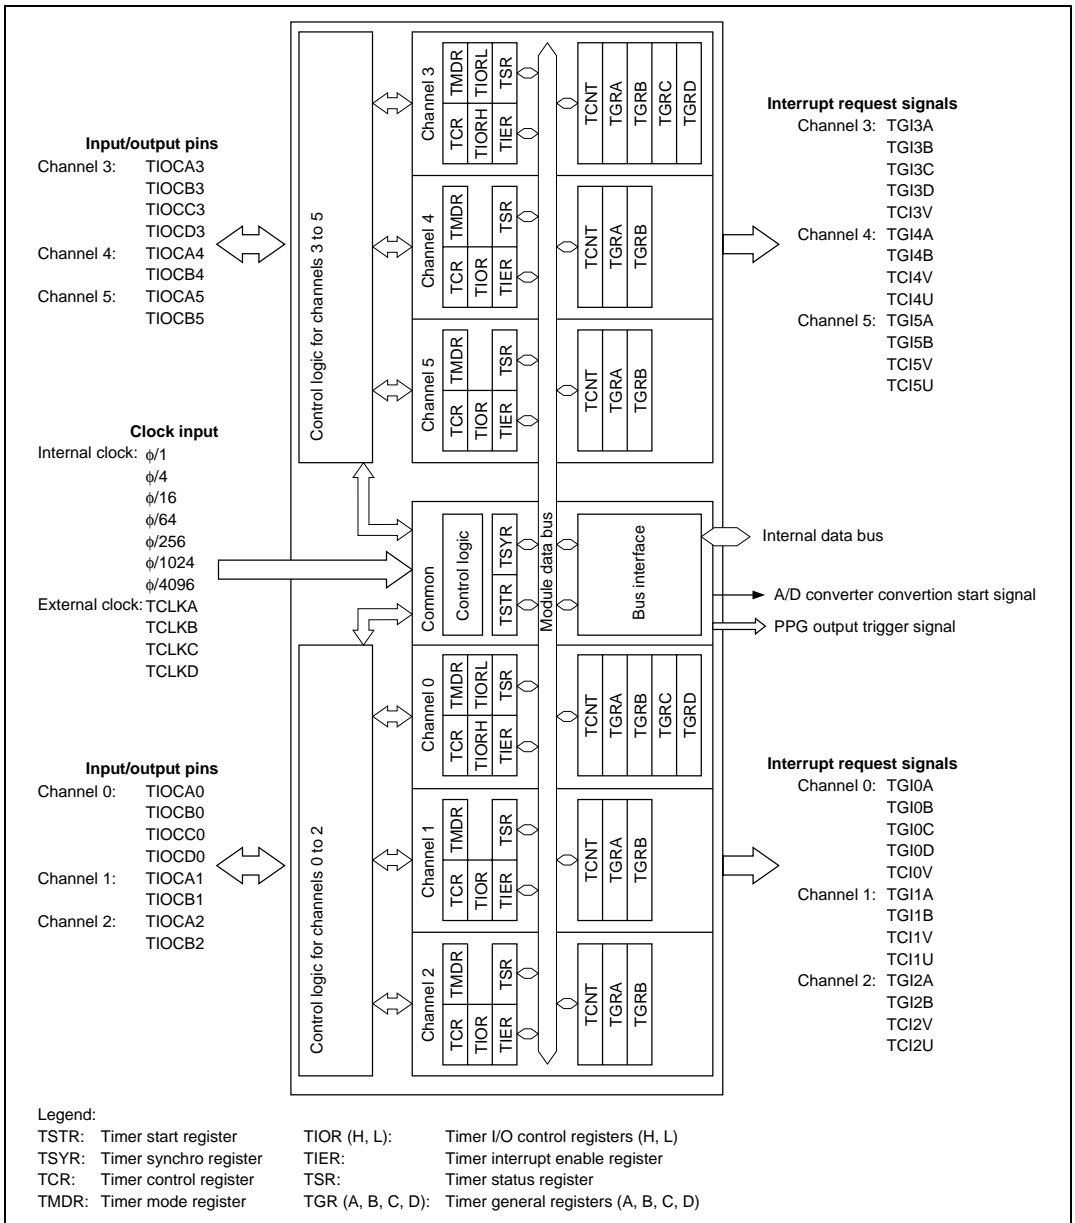 Input/output pins
Channel 3: TIOCA3
TIOCB3
TIOCC3
TIOCD3
Channel 4: TIOCA4
TIOCB4
Channel 5: TIOCA5
TIOCB5
Clock input
Internal clock: ϕ/1
ϕ/4
ϕ/16
ϕ/64
ϕ/256
ϕ/1024
ϕ/4096
External clock: TCLKA
TCLKB
TCLKC
TCLKD
Input/output pins
Channel 0: TIOCA0
TIOCB0
TIOCC0
TIOCD0
Channel 1: TIOCA1
TIOCB1
Channel 2: TIOCA2
TIOCB2
Control logic for channels 3 to 5
Control logic for channels 0 to 2
Channel 3
TMDR TIORL TSR
TCR TIORH TIER
TCNT TGRA TGRB TGRC TGRD
Channel 4
TMDR TSR
TCR TIOR TIER
TCNT TGRA TGRB
Channel 5
TMDR TSR
TCR TIOR TIER
TCNT TGRA TGRB
Common
Control logic
TSTR TSYR
Module data bus
Bus interface
Channel 0
TMDR TIORL TSR
TCR TIORH TIER
TCNT TGRA TGRB TGRC TGRD
Channel 1
TMDR TSR
TCR TIOR TIER
TCNT TGRA TGRB
Channel 2
TMDR TSR
TCR TIOR TIER
TCNT TGRA TGRB
Interrupt request signals
Channel 3: TGI3A
TGI3B
TGI3C
TGI3D
TCI3V
Channel 4: TGI4A
TGI4B
TCI4V
TCI4U
Channel 5: TGI5A
TGI5B
TCI5V
TCI5U
Internal data bus
A/D converter convertion start signal
PPG output trigger signal
Interrupt request signals
Channel 0: TGI0A
TGI0B
TGI0C
TGI0D
TCI0V
Channel 1: TGI1A
TGI1B
TCI1V
TCI1U
Channel 2: TGI2A
TGI2B
TCI2V
TCI2U
Legend:
TSTR: Timer start register TIOR (H, L): Timer I/O control registers (H, L)
TSYR: Timer synchro register TIER: Timer interrupt enable register
TCR: Timer control register TSR: Timer status register
TMDR: Timer mode register TGR (A, B, C, D): Timer general registers (A, B, C, D)